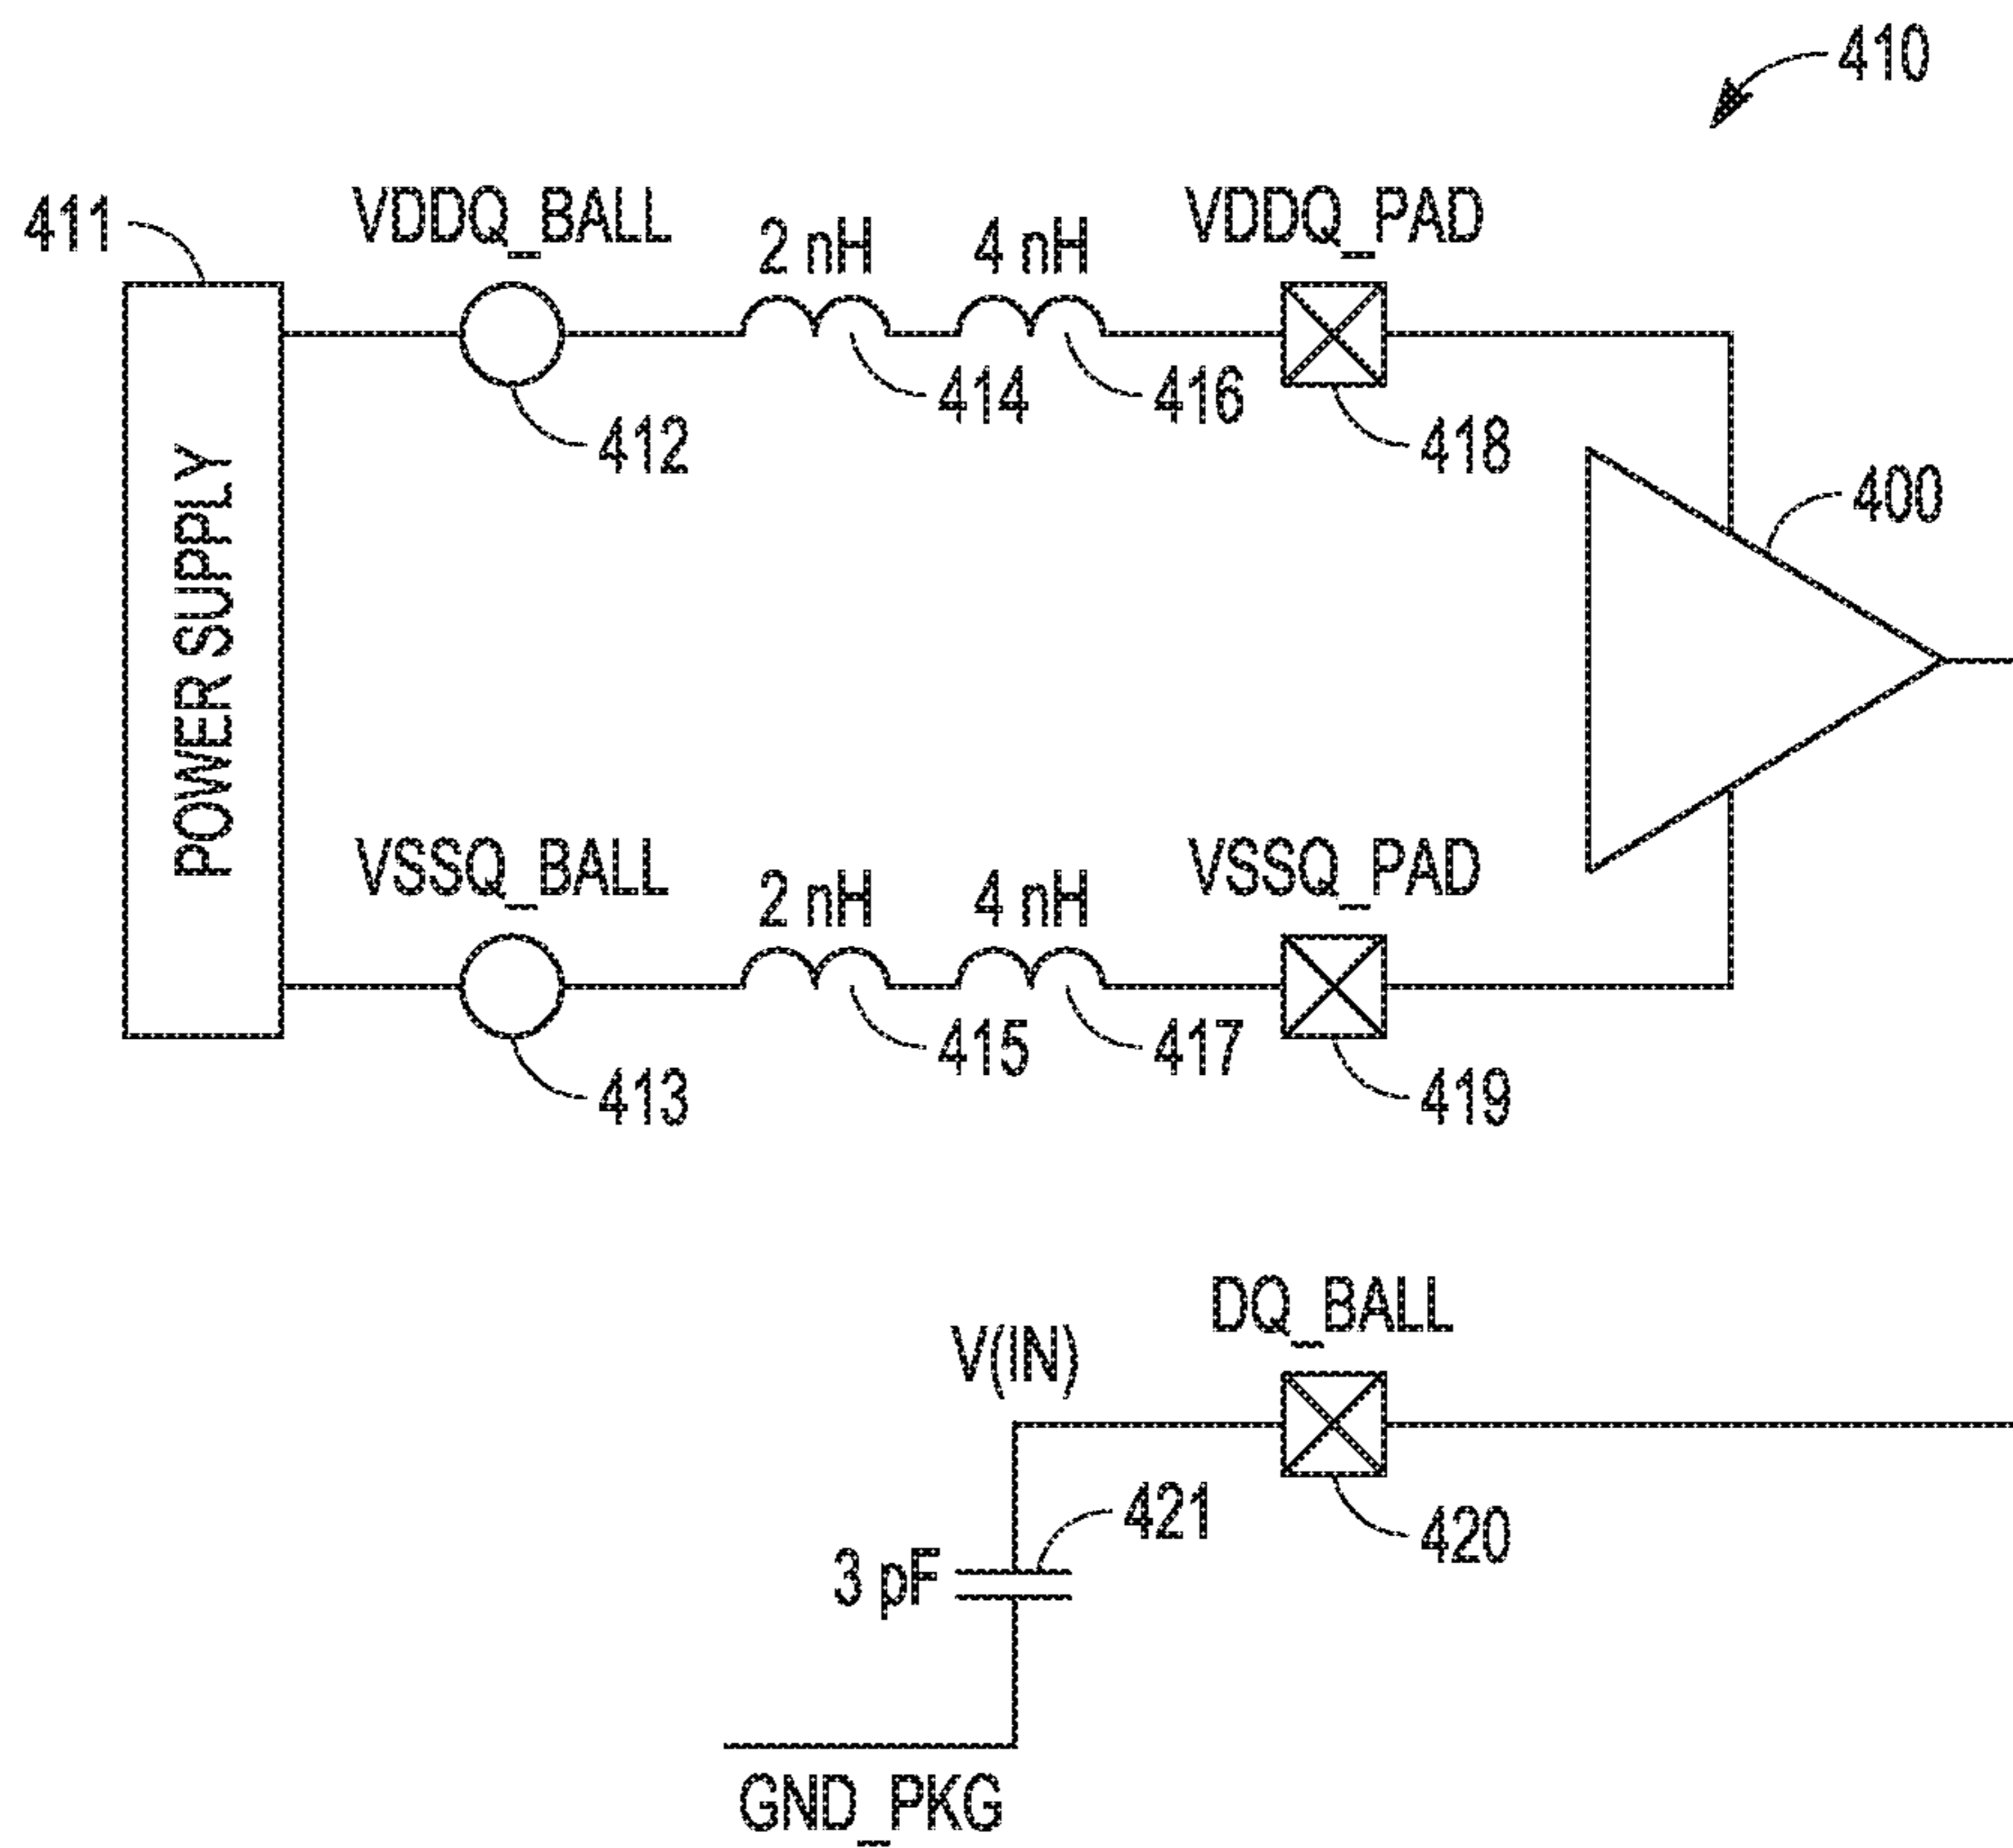 410
411
VDDQ_BALL
2 nH
4 nH
VDDQ_PAD
414
416
412
418
400
POWER SUPPLY
VSSQ_BALL
2 nH
4 nH
VSSQ_PAD
415
417
413
419
DQ_BALL
V(IN)
421
420
3 pF
GND_PKG